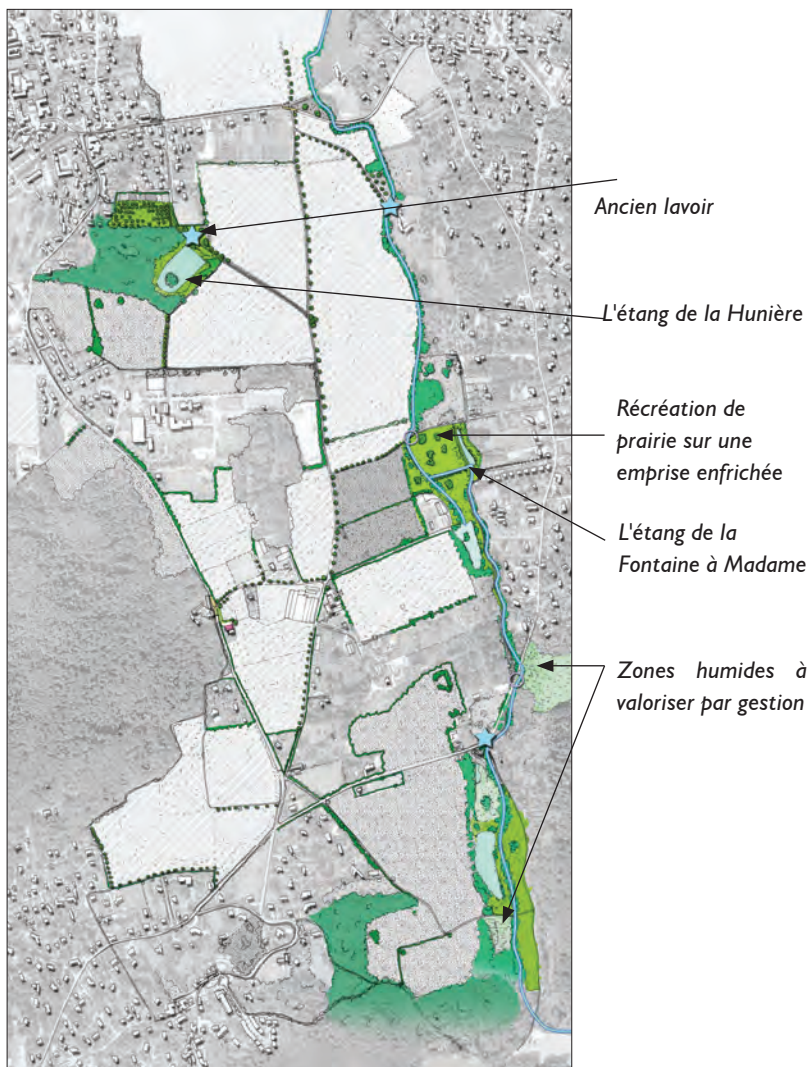 Ancien lavoir
L'étang de la Hunière
Récréation de
prairie sur une
emprise enfrichée
L'étang de la
Fontaine à Madame
Zones humides à
valoriser par gestion